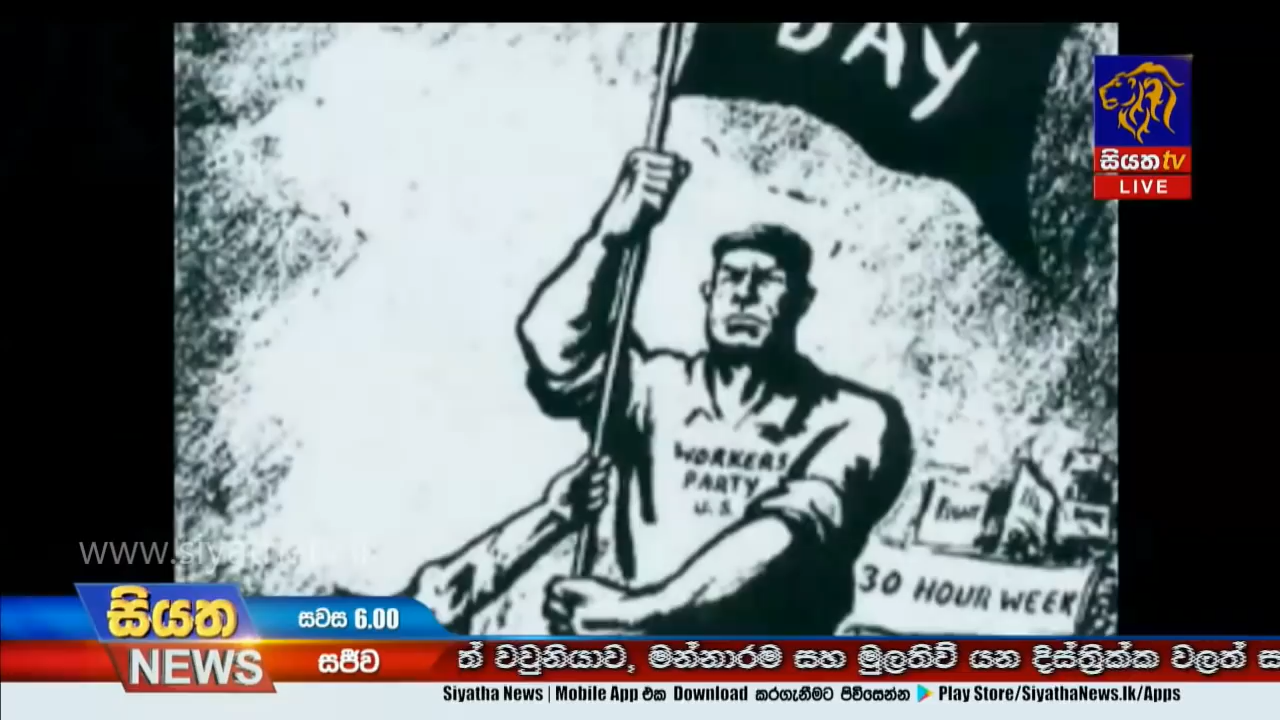 DAY
සියත tv
LIVE
WORKERS
PARTY
U.S.
30 HOUR WEEK
සියත
NEWS
සවස 6.00
සජීව
ත් වවුනියාව, මන්නාරම සහ මුලතිව් යන දිස්ත්‍රික්ක වලත් ස
Siyatha News | Mobile App එක Download කරගැනීමට පිවිසෙන්න Play Store/SiyathaNews.lk/Apps